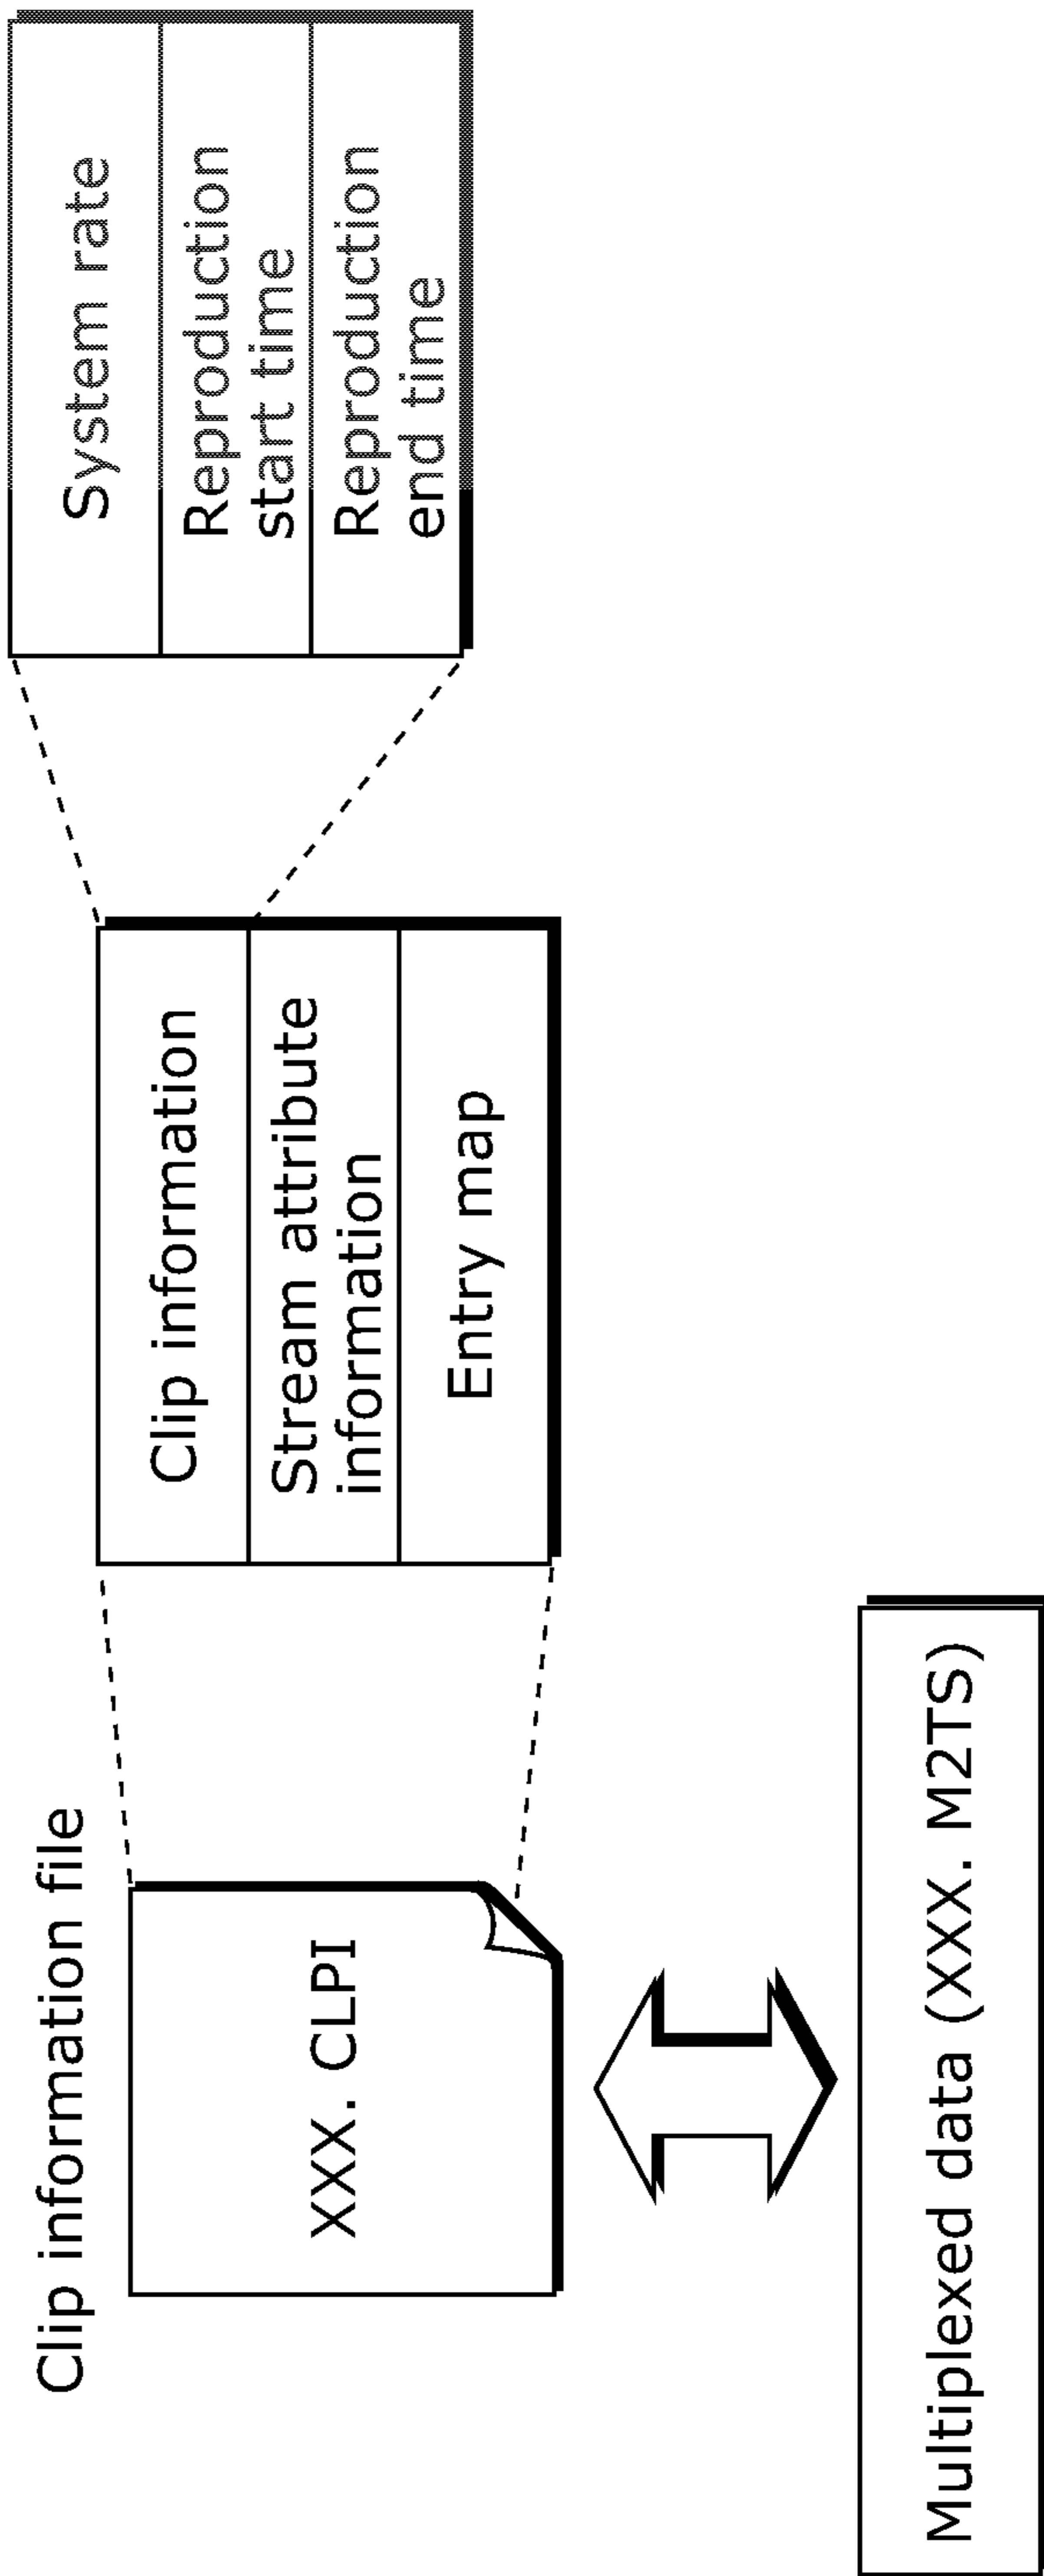 Clip information file
XXX. CLPI
Multiplexed data (XXX. M2TS)
Clip information
Stream attribute
information
Entry map
System rate
Reproduction
start time
Reproduction
end time